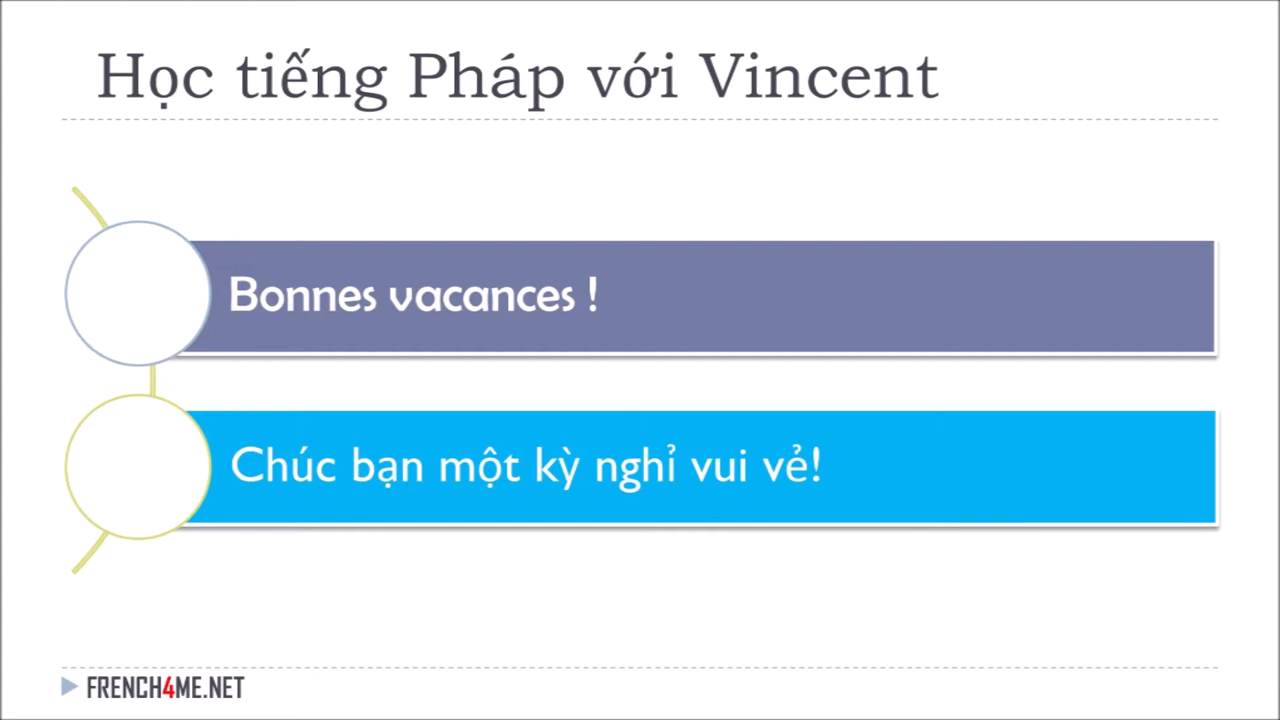 Học tiếng Pháp với Vincent
Bonnes vacances !
Chúc bạn một kỳ nghỉ vui vẻ!
FRENCH4ME.NET